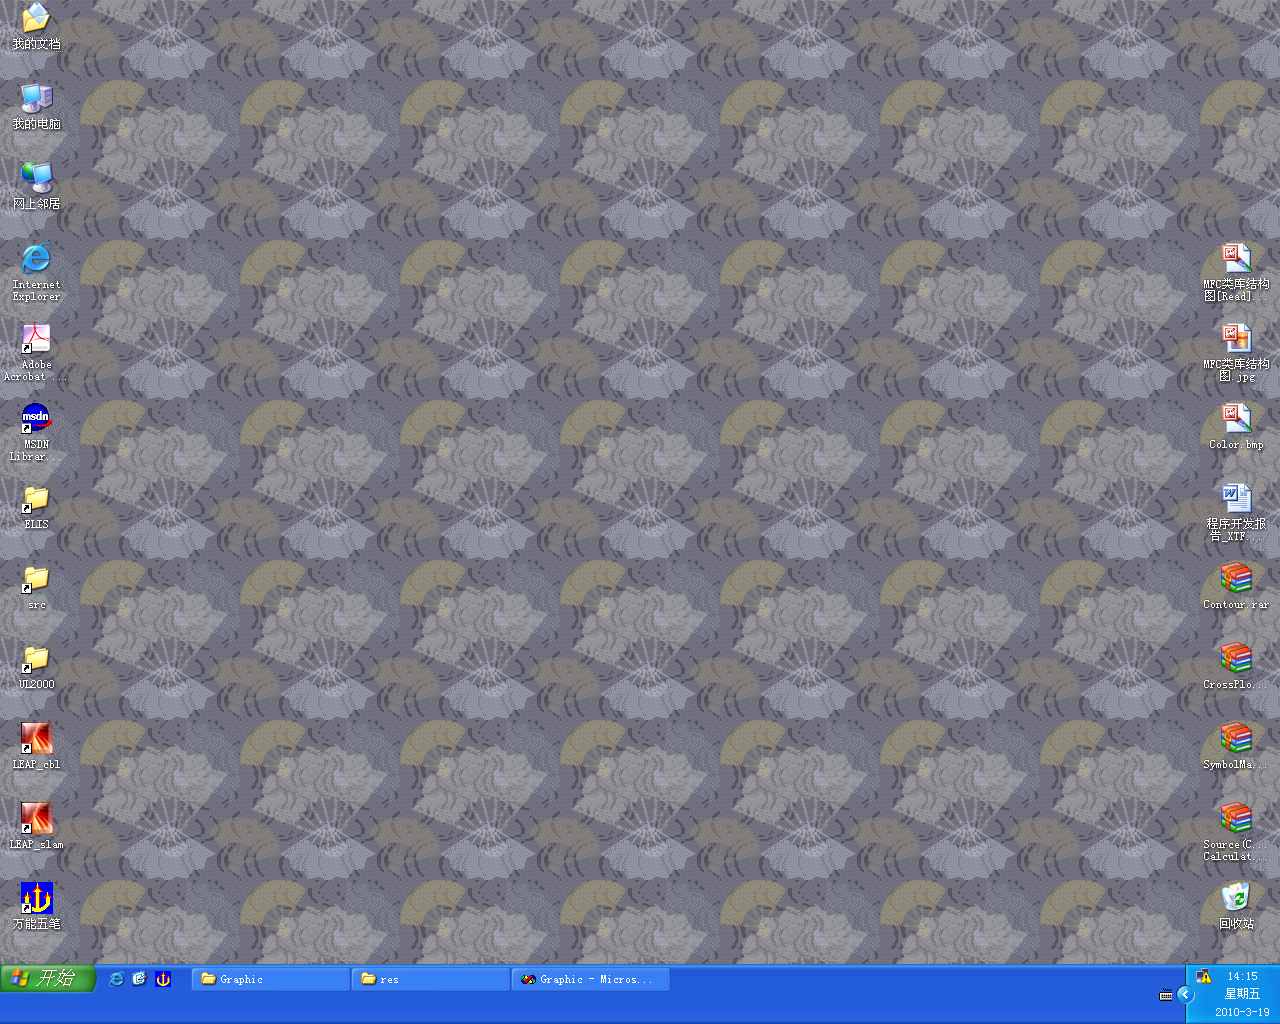 我的文档
我的电脑
网上邻居
Internet
Explorer
Adobe
Acrobat ...
msdn
MSDN
Librar...
ELIS
src
UL2000
LEAP_cbl
LEAP_slam
万能五笔
MFC类库结构
图[Read]...
MFC类库结构
图.jpg
Color.bmp
程序开发报
告_XTF...
Contour.rar
CrossPlo...
SymbolMa...
Source(C...
Calculat...
回收站
开始
Graphic
res
Graphic - Micros...
14:15
星期五
2010-3-19